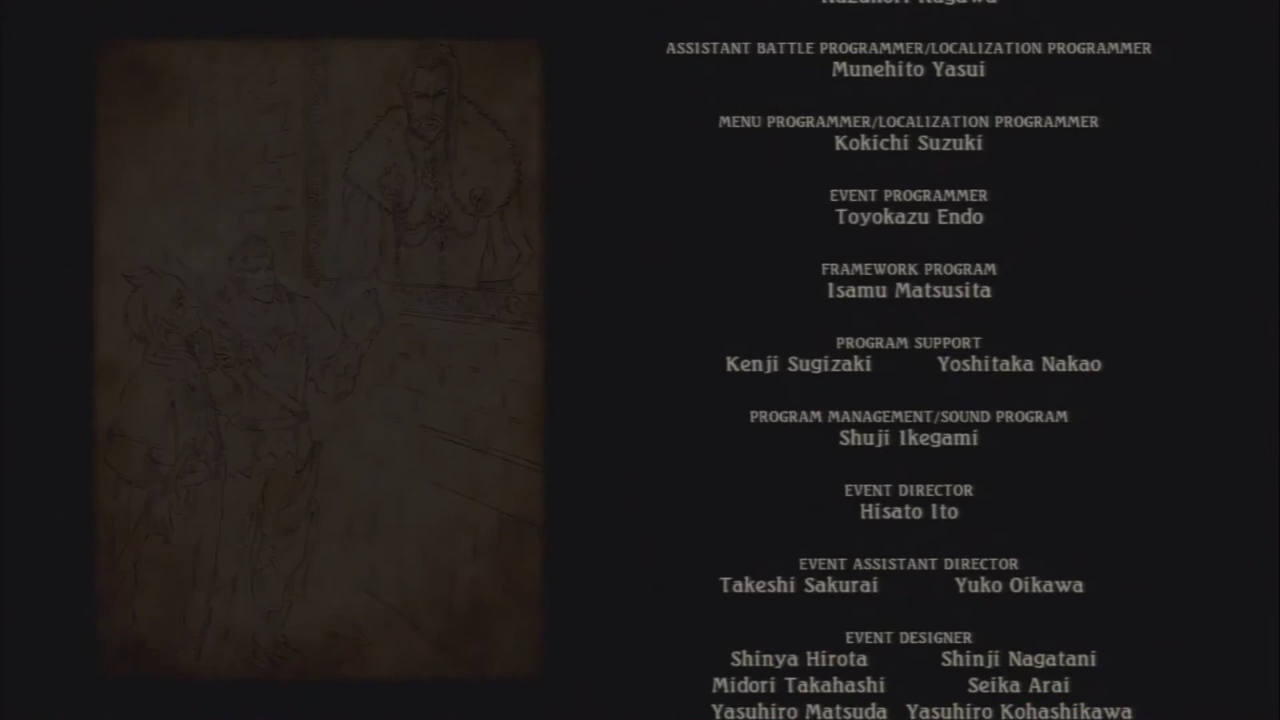 ASSISTANT BATTLE PROGRAMMER/LOCALIZATION PROGRAMMER
Munehito Yasui
MENU PROGRAMMER/LOCALIZATION PROGRAMMER
Kokichi Suzuki
EVENT PROGRAMMER
Toyokazu Endo
FRAMEWORK PROGRAM
Isamu Matsusita
PROGRAM SUPPORT
Kenji Sugizaki Yoshitaka Nakao
PROGRAM MANAGEMENT/SOUND PROGRAM
Shuji Ikegami
EVENT DIRECTOR
Hisato Ito
EVENT ASSISTANT DIRECTOR
Takeshi Sakurai Yuko Oikawa
EVENT DESIGNER
Shinya Hirota Shinji Nagatani
Midori Takahashi Seika Arai
Yasuhiro Matsuda Yasuhiro Kohashikawa